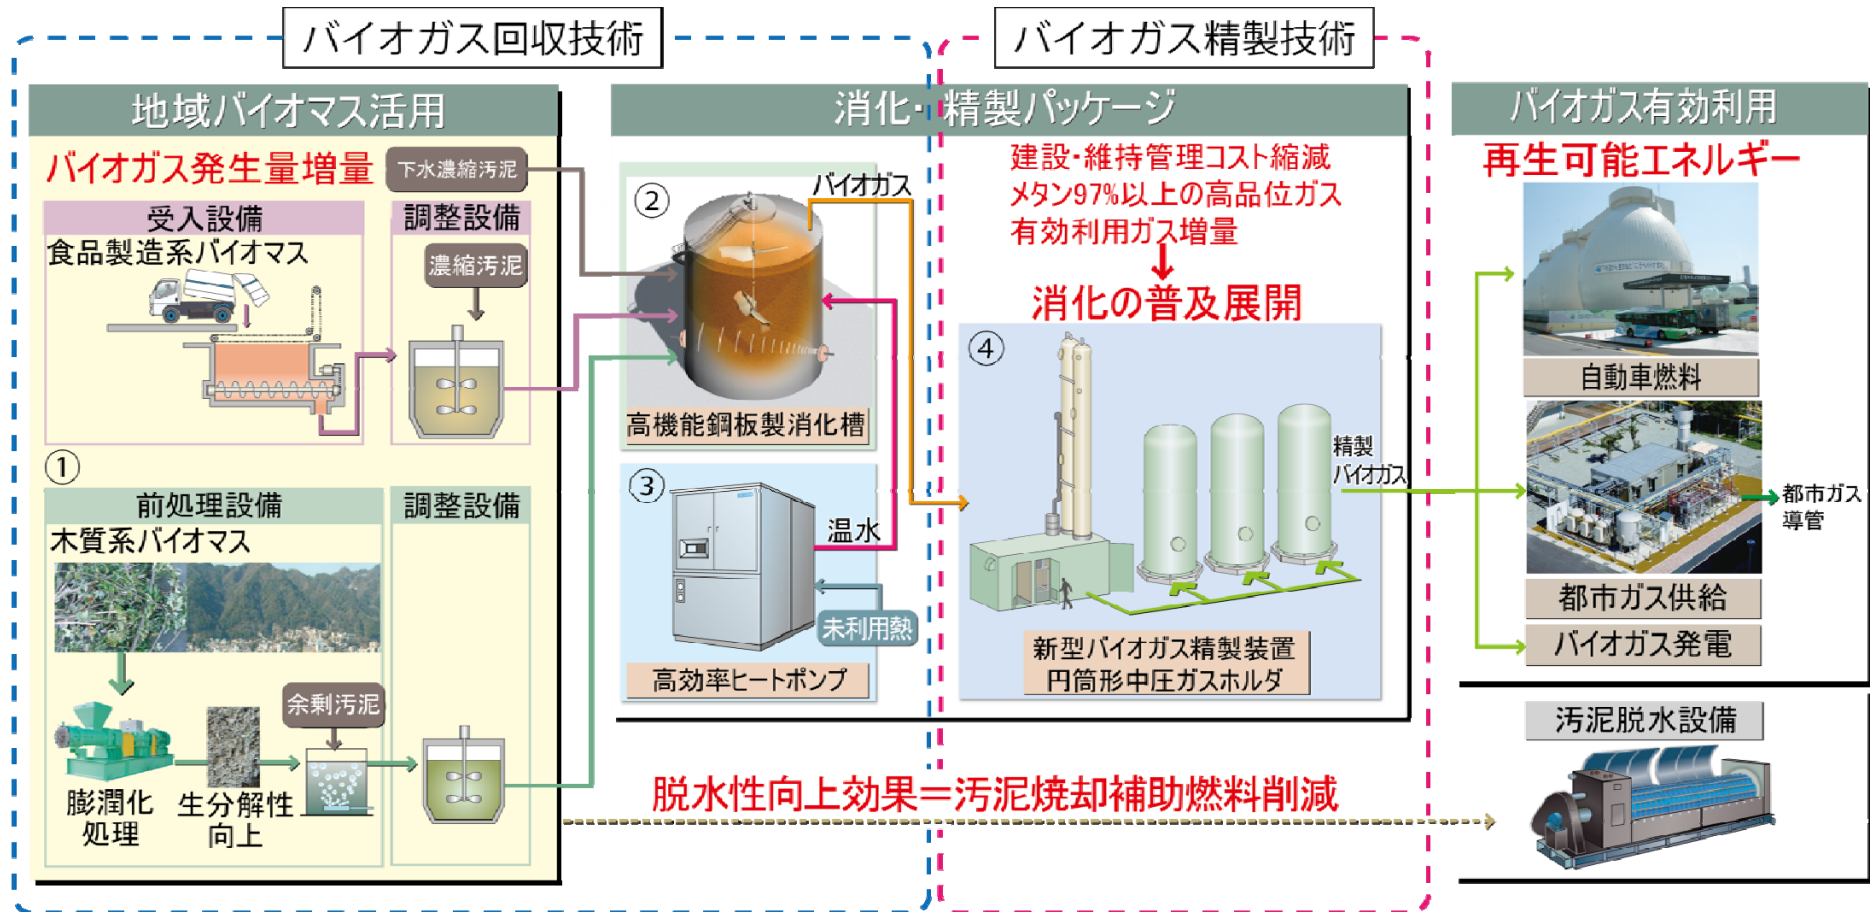 バイオガス回収技術
バイオガス精製技術
地域バイオマス活用
バイオガス発生量増量
下水濃縮汚泥
受入設備
食品製造系バイオマス
調整設備
濃縮汚泥
①
前処理設備
木質系バイオマス
調整設備
余剰汚泥
膨潤化
処理
生分解性
向上
消化・精製パッケージ
②
バイオガス
高機能鋼板製消化槽
③
温水
未利用熱
高効率ヒートポンプ
建設・維持管理コスト縮減
メタン97%以上の高品位ガス
有効利用ガス増量
消化の普及展開
④
精製
バイオガス
新型バイオガス精製装置
円筒形中圧ガスホルダ
バイオガス有効利用
再生可能エネルギー
自動車燃料
都市ガス
導管
都市ガス供給
バイオガス発電
汚泥脱水設備
脱水性向上効果＝汚泥焼却補助燃料削減